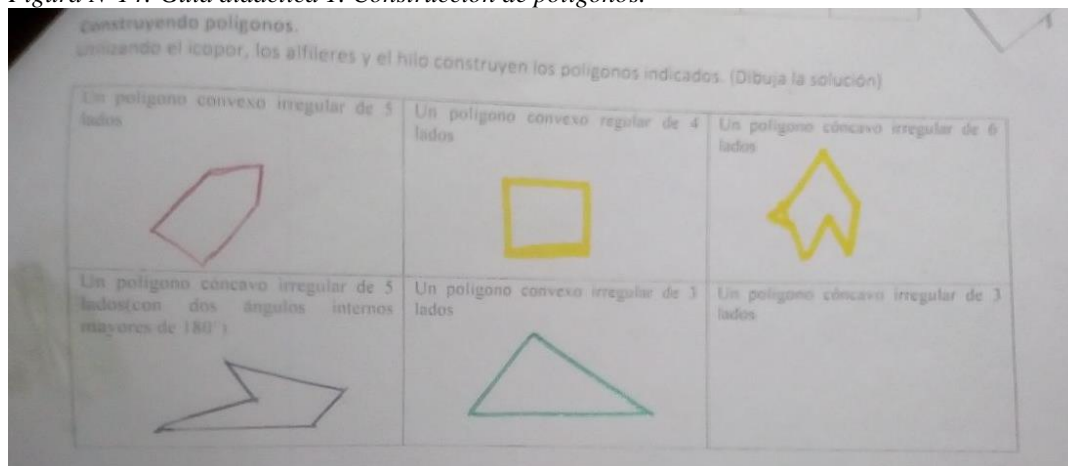 Figura N°14. Guía didáctica 1. Construcción de polígonos.
Construyendo polígonos.
utilizando el icopor, los alfileres y el hilo construyen los polígonos indicados. (Dibuja la solución)
Un polígono convexo irregular de 5
lados
Un polígono convexo regular de 4
lados
Un polígono cóncavo irregular de 6
lados
Un polígono cóncavo irregular de 5
lados(con dos ángulos internos
mayores de 180°)
Un polígono convexo irregular de 3
lados
Un polígono cóncavo irregular de 3
lados